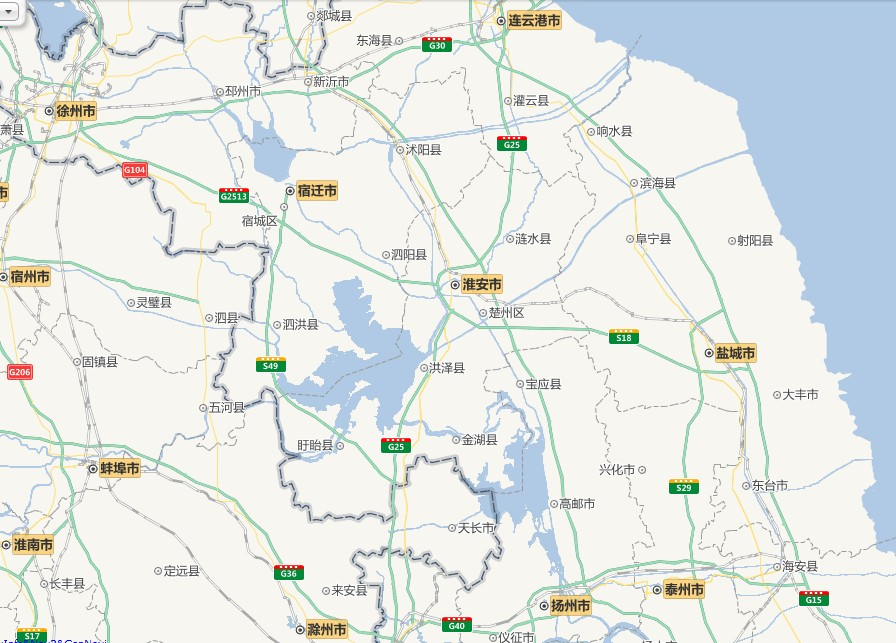 郯城县
连云港市
东海县
G30
新沂市
邳州市
灌云县
徐州市
萧县
响水县
G25
沭阳县
G104
滨海县
市
G2513
宿迁市
宿城区
涟水县
阜宁县
射阳县
泗阳县
宿州市
淮安市
灵璧县
楚州区
泗县
泗洪县
S18
盐城市
固镇县
S49
洪泽县
G206
宝应县
大丰市
五河县
盱眙县
G25
金湖县
蚌埠市
兴化市
S29
东台市
高邮市
天长市
淮南市
定远县
G36
海安县
长丰县
来安县
泰州市
G15
扬州市
滁州市
G40
S17
仪征市